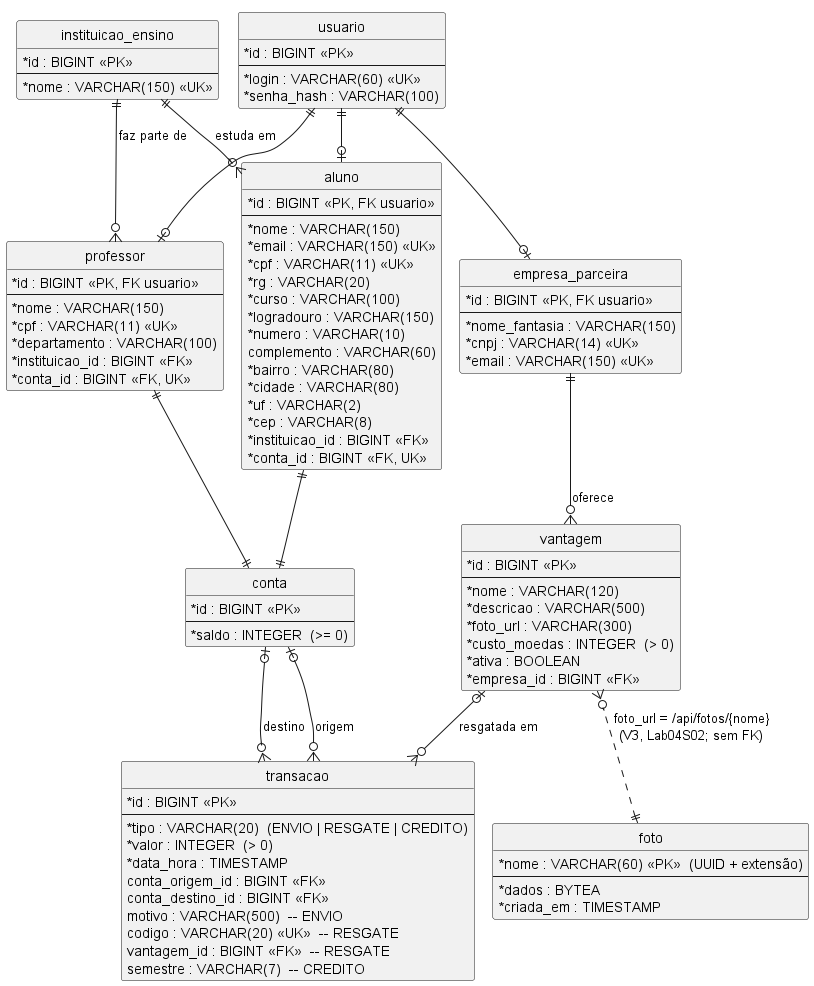 instituicao_ensino
*id : BIGINT «PK»
*nome : VARCHAR(150) «UK»
usuario
*id : BIGINT «PK»
*login : VARCHAR(60) «UK»
*senha_hash : VARCHAR(100)
faz parte de
estuda em
aluno
*id : BIGINT «PK, FK usuario»
*nome : VARCHAR(150)
*email : VARCHAR(150) «UK»
*cpf : VARCHAR(11) «UK»
*rg : VARCHAR(20)
*curso : VARCHAR(100)
*logradouro : VARCHAR(150)
*numero : VARCHAR(10)
complemento : VARCHAR(60)
*bairro : VARCHAR(80)
*cidade : VARCHAR(80)
*uf : VARCHAR(2)
*cep : VARCHAR(8)
*instituicao_id : BIGINT «FK»
*conta_id : BIGINT «FK, UK»
professor
*id : BIGINT «PK, FK usuario»
*nome : VARCHAR(150)
*cpf : VARCHAR(11) «UK»
*departamento : VARCHAR(100)
*instituicao_id : BIGINT «FK»
*conta_id : BIGINT «FK, UK»
empresa_parceira
*id : BIGINT «PK, FK usuario»
*nome_fantasia : VARCHAR(150)
*cnpj : VARCHAR(14) «UK»
*email : VARCHAR(150) «UK»
oferece
vantagem
*id : BIGINT «PK»
*nome : VARCHAR(120)
*descricao : VARCHAR(500)
*foto_url : VARCHAR(300)
*custo_moedas : INTEGER  (> 0)
*ativa : BOOLEAN
*empresa_id : BIGINT «FK»
conta
*id : BIGINT «PK»
*saldo : INTEGER  (>= 0)
destino
origem
resgatada em
foto_url = /api/fotos/{nome}
(V3, Lab04S02; sem FK)
transacao
*id : BIGINT «PK»
*tipo : VARCHAR(20)  (ENVIO | RESGATE | CREDITO)
*valor : INTEGER  (> 0)
*data_hora : TIMESTAMP
conta_origem_id : BIGINT «FK»
conta_destino_id : BIGINT «FK»
motivo : VARCHAR(500)  -- ENVIO
codigo : VARCHAR(20) «UK»  -- RESGATE
vantagem_id : BIGINT «FK»  -- RESGATE
semestre : VARCHAR(7)  -- CREDITO
foto
*nome : VARCHAR(60) «PK»  (UUID + extensão)
*dados : BYTEA
*criada_em : TIMESTAMP